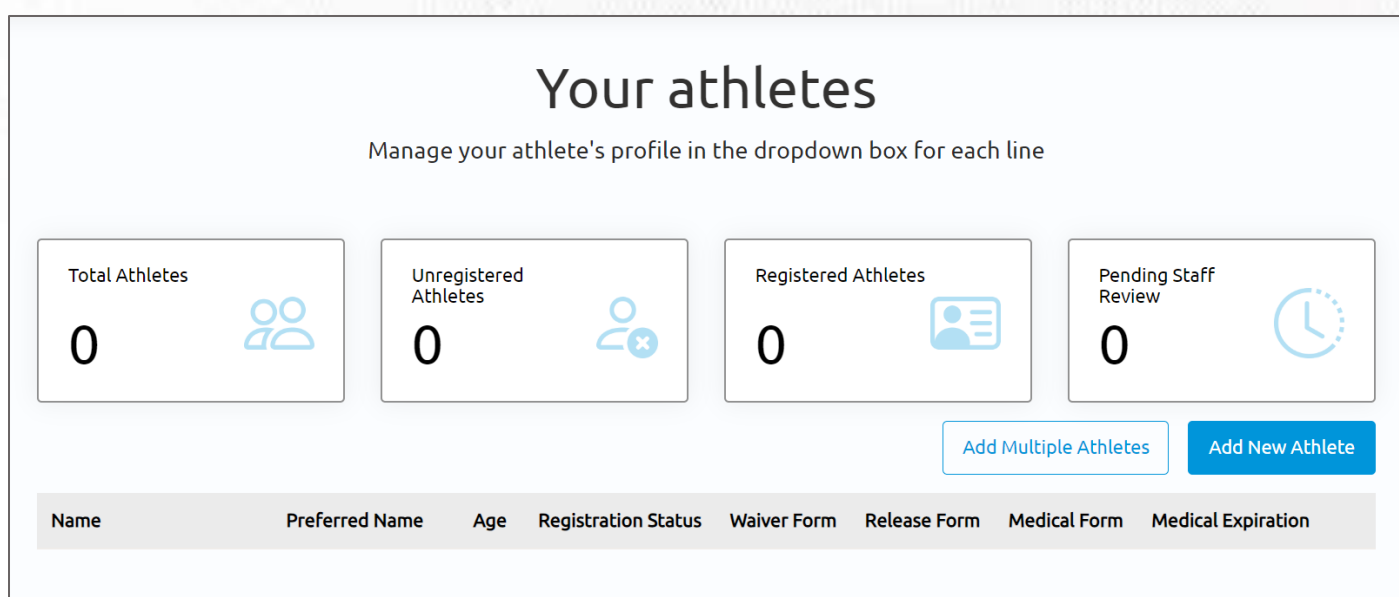 Your athletes
Manage your athlete's profile in the dropdown box for each line
Total Athletes
0
Unregistered
Athletes
0
Registered Athletes
0
Pending Staff
Review
0
Add Multiple Athletes
Add New Athlete
Name Preferred Name Age Registration Status Waiver Form Release Form Medical Form Medical Expiration